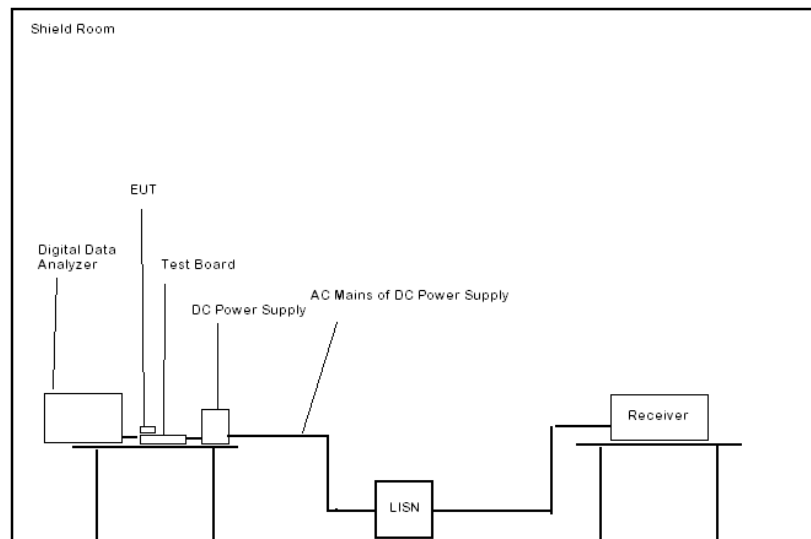 Shield Room
EUT
Digital Data
Analyzer
Test Board
DC Power Supply
AC Mains of DC Power Supply
Receiver
LISN